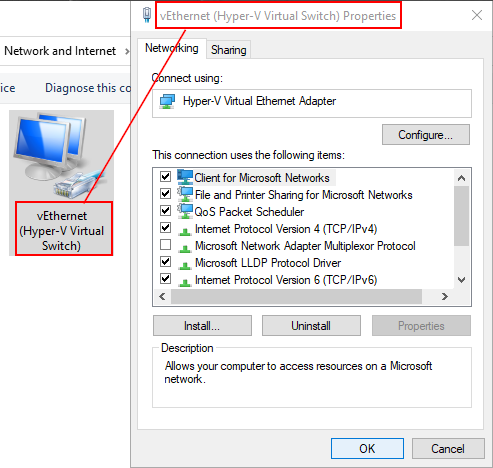 vEthernet (Hyper-V Virtual Switch) Properties
Network and Internet
ice
Diagnose this co
vEthernet
(Hyper-V Virtual
Switch)
Networking
Sharing
Connect using:
Hyper-V Virtual Ethernet Adapter
Configure...
This connection uses the following items:
Client for Microsoft Networks
File and Printer Sharing for Microsoft Networks
QoS Packet Scheduler
Internet Protocol Version 4 (TCP/IPv4)
Microsoft Network Adapter Multiplexor Protocol
Microsoft LLDP Protocol Driver
Internet Protocol Version 6 (TCP/IPv6)
Install...
Uninstall
Properties
Description
Allows your computer to access resources on a Microsoft
network.
OK
Cancel